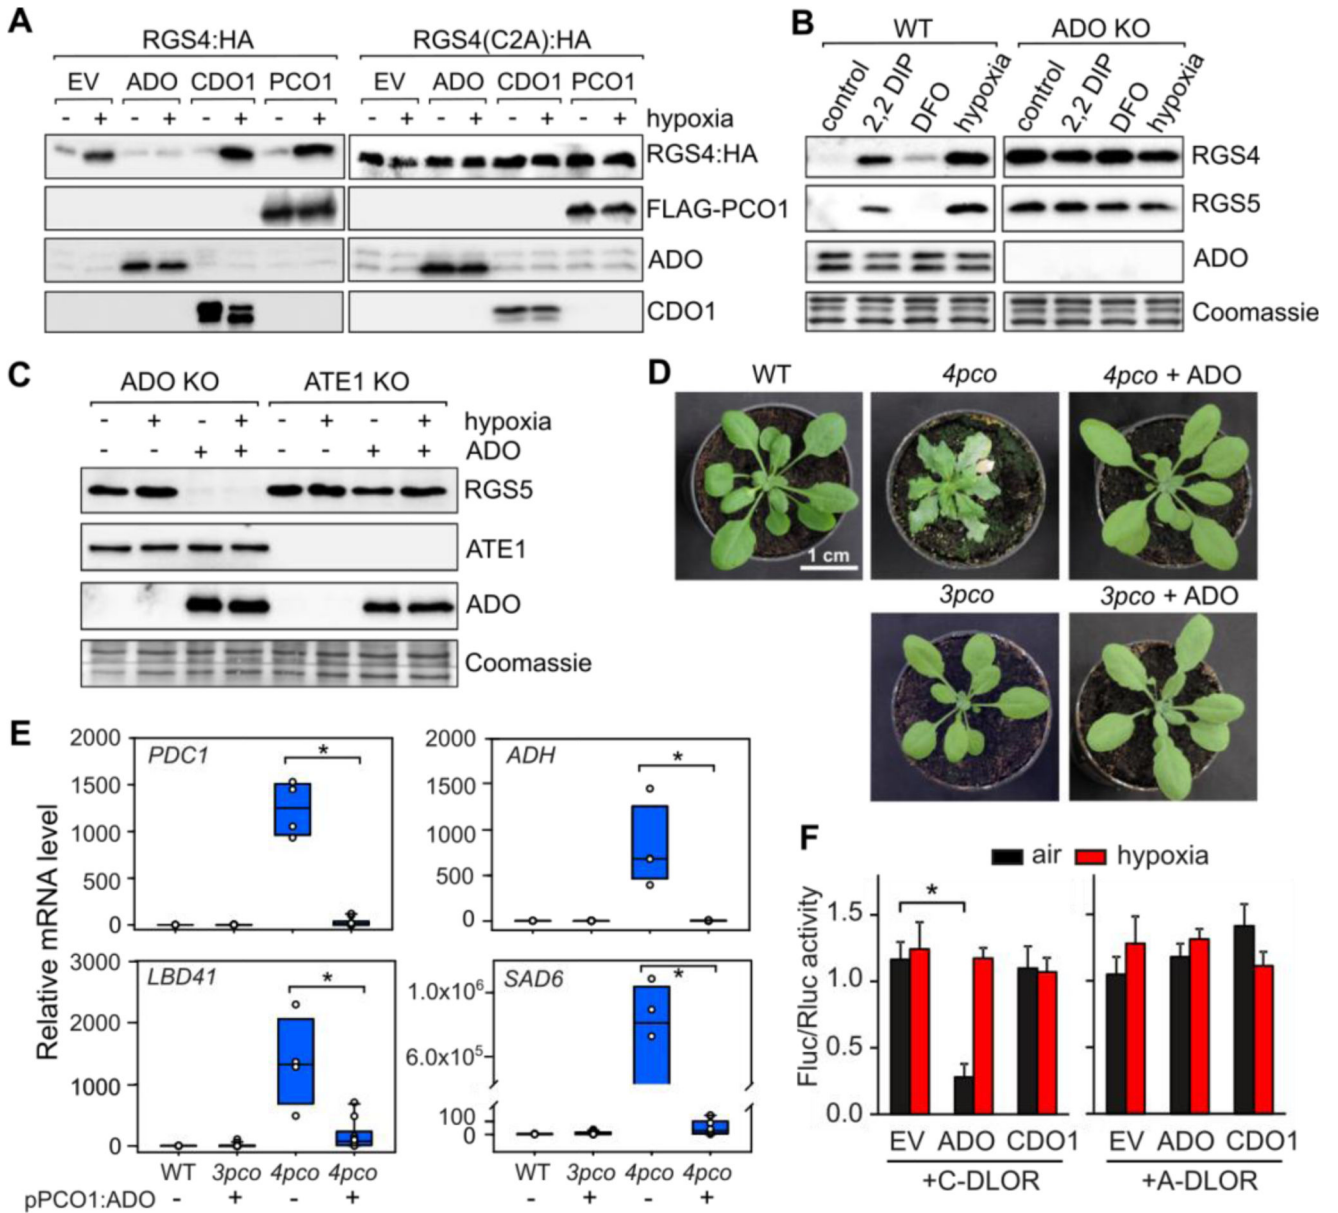 A
RGS4:HA
RGS4(C2A):HA
EV ADO CDO1 PCO1
EV ADO CDO1 PCO1
- + - + - + - +
- + - + - + - + hypoxia
RGS4:HA
FLAG-PCO1
ADO
CDO1
B
WT
ADO KO
control 2,2 DIP DFO hypoxia
control 2,2 DIP DFO hypoxia
RGS4
RGS5
ADO
Coomassie
C
ADO KO
ATE1 KO
- + - + - + - + hypoxia
- - + + - - + + ADO
RGS5
ATE1
ADO
Coomassie
D
WT
4pco
4pco + ADO
1 cm
3pco
3pco + ADO
E
Relative mRNA level
PDC1
2000
1500
1000
500
0
*
ADH
2000
1500
1000
500
0
*
LBD41
3000
2000
1000
0
*
SAD6
1.0x10⁶
6.0x10⁵
100
0
*
WT 3pco 4pco 4pco
WT 3pco 4pco 4pco
pPCO1:ADO - + - +
- + - +
F
air hypoxia
Fluc/Rluc activity
1.5
1.0
0.5
0.0
*
EV ADO CDO1
EV ADO CDO1
+C-DLOR
+A-DLOR